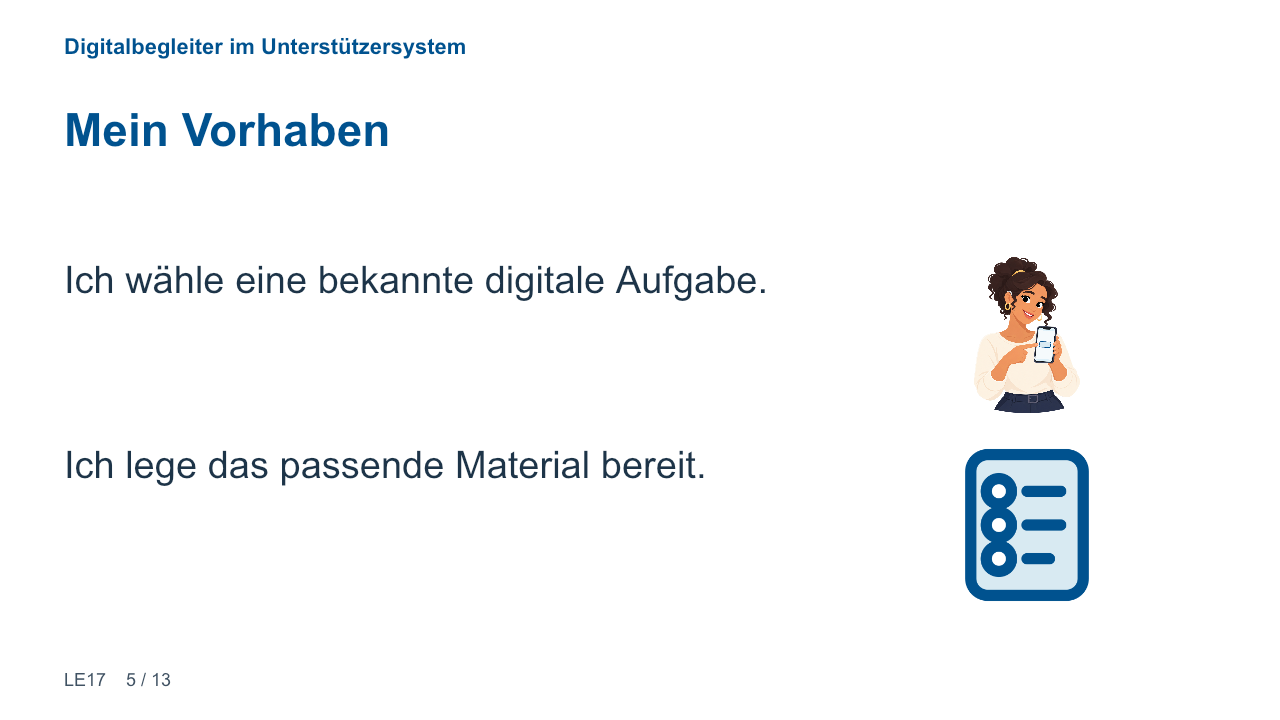 Digitalbegleiter im Unterstützersystem
Mein Vorhaben
Ich wähle eine bekannte digitale Aufgabe.
Ich lege das passende Material bereit.
LE17 5 / 13